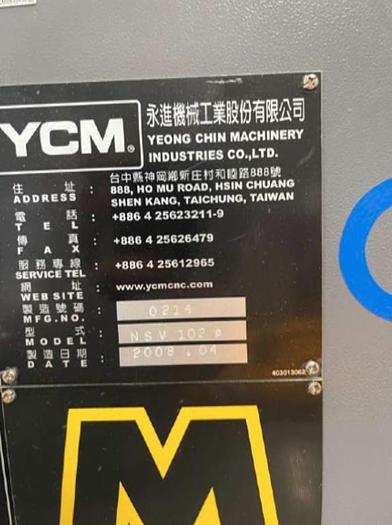 YCM®
永進機械工業股份有限公司
YEONG CHIN MACHINERY
INDUSTRIES CO.,LTD.
台中縣神岡鄉新庄村和睦路888號
住 址 : 888, HO MU ROAD, HSIN CHUANG
ADDRESS SHEN KANG, TAICHUNG, TAIWAN
電 話 : +886 4 25623211-9
TEL
傳 真 : +886 4 25626479
FAX
服務專線 : +886 4 25612965
SERVICE TEL
網 址 : www.ycmcnc.com
WEB SITE
製造號碼 : 0214
MFG.NO.
型 式 : NSV 102
MODEL
製造日期 : 2008 .04
DATE
403013062
M